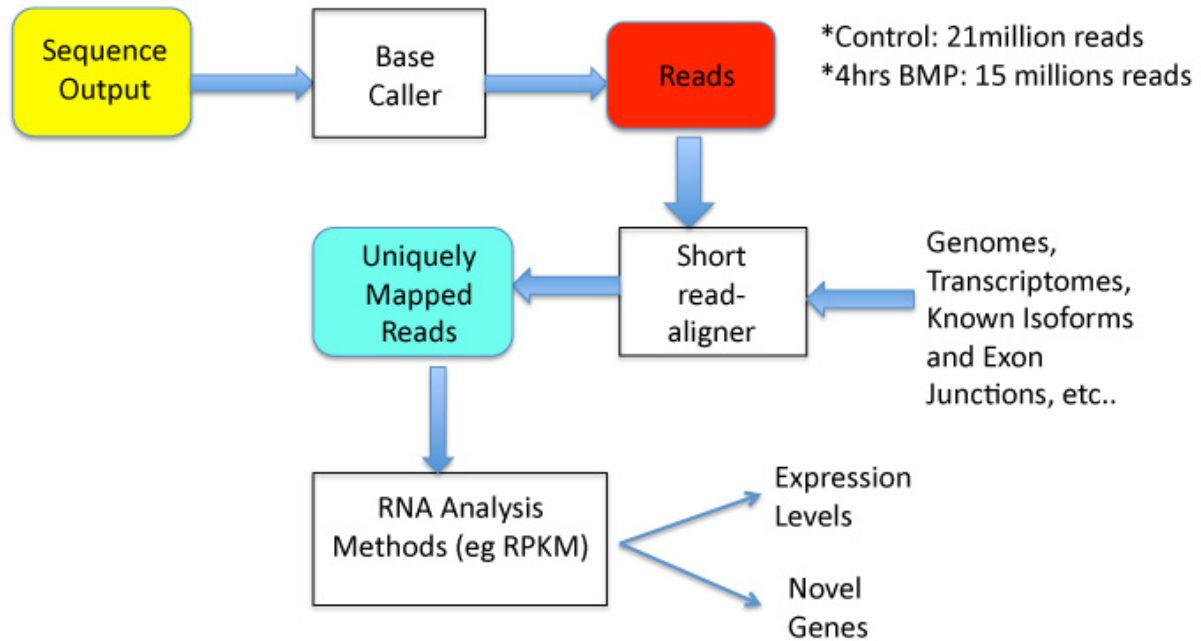 Sequence
Output
Base
Caller
Reads
*Control: 21million reads
*4hrs BMP: 15 millions reads
Uniquely
Mapped
Reads
Short
read-
aligner
Genomes,
Transcriptomes,
Known Isoforms
and Exon
Junctions, etc..
RNA Analysis
Methods (eg RPKM)
Expression
Levels
Novel
Genes